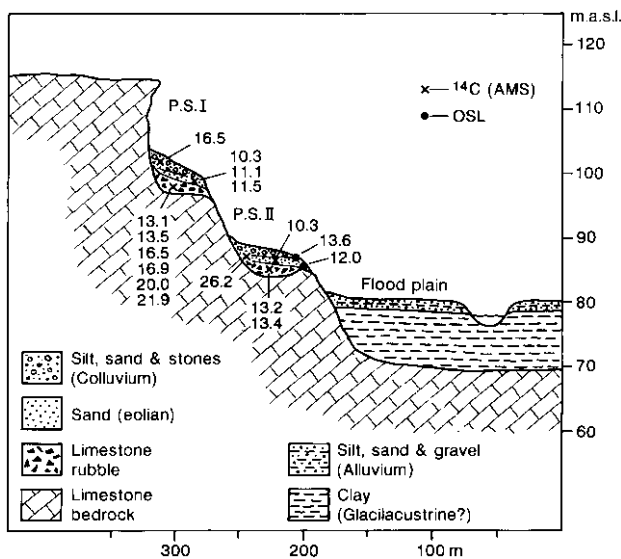 m.a.s.l.
120
P.S.I
¹⁴C (AMS)
OSL
110
16.5
10.3
11.1
11.5
100
P.S.II
13.1
13.5
16.5
16.9
20.0
21.9
10.3
13.6
12.0
90
26.2
13.2
13.4
Flood plain
80
70
60
Silt, sand & stones
(Colluvium)
Sand (eolian)
Limestone
rubble
Limestone
bedrock
Silt, sand & gravel
(Alluvium)
Clay
(Glacilacustrine?)
300
200
100 m